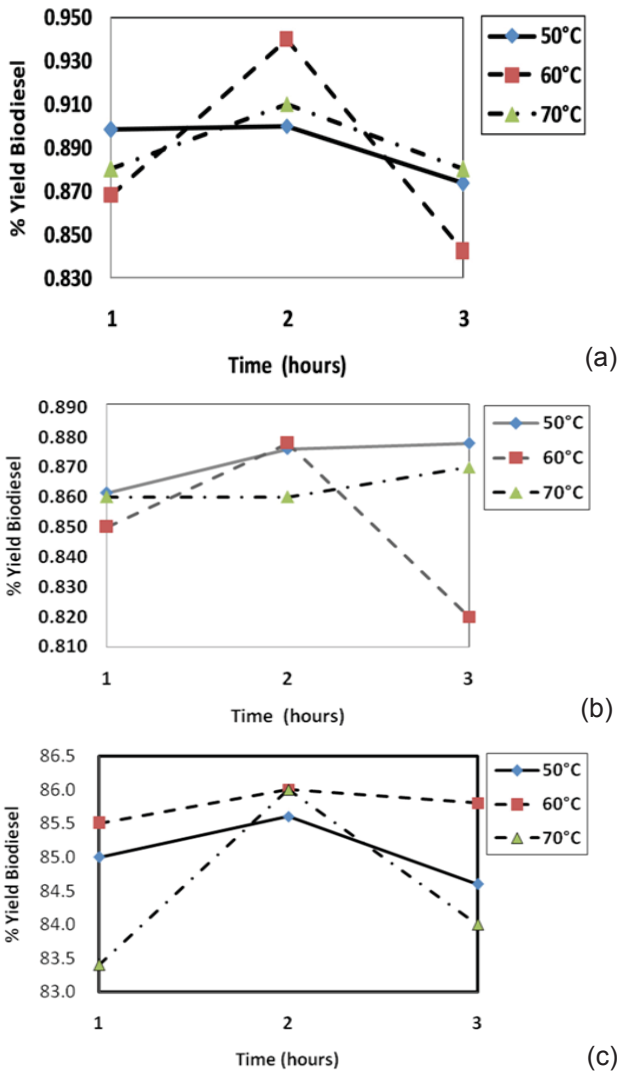 0.950
0.930
0.910
0.890
0.870
0.850
0.830
% Yield Biodiesel
1 2 3
Time (hours)
50°C
60°C
70°C
(a)
0.890
0.880
0.870
0.860
0.850
0.840
0.830
0.820
0.810
% Yield Biodiesel
1 2 3
Time (hours)
50°C
60°C
70°C
(b)
86.5
86.0
85.5
85.0
84.5
84.0
83.5
83.0
% Yield Biodiesel
1 2 3
Time (hours)
50°C
60°C
70°C
(c)